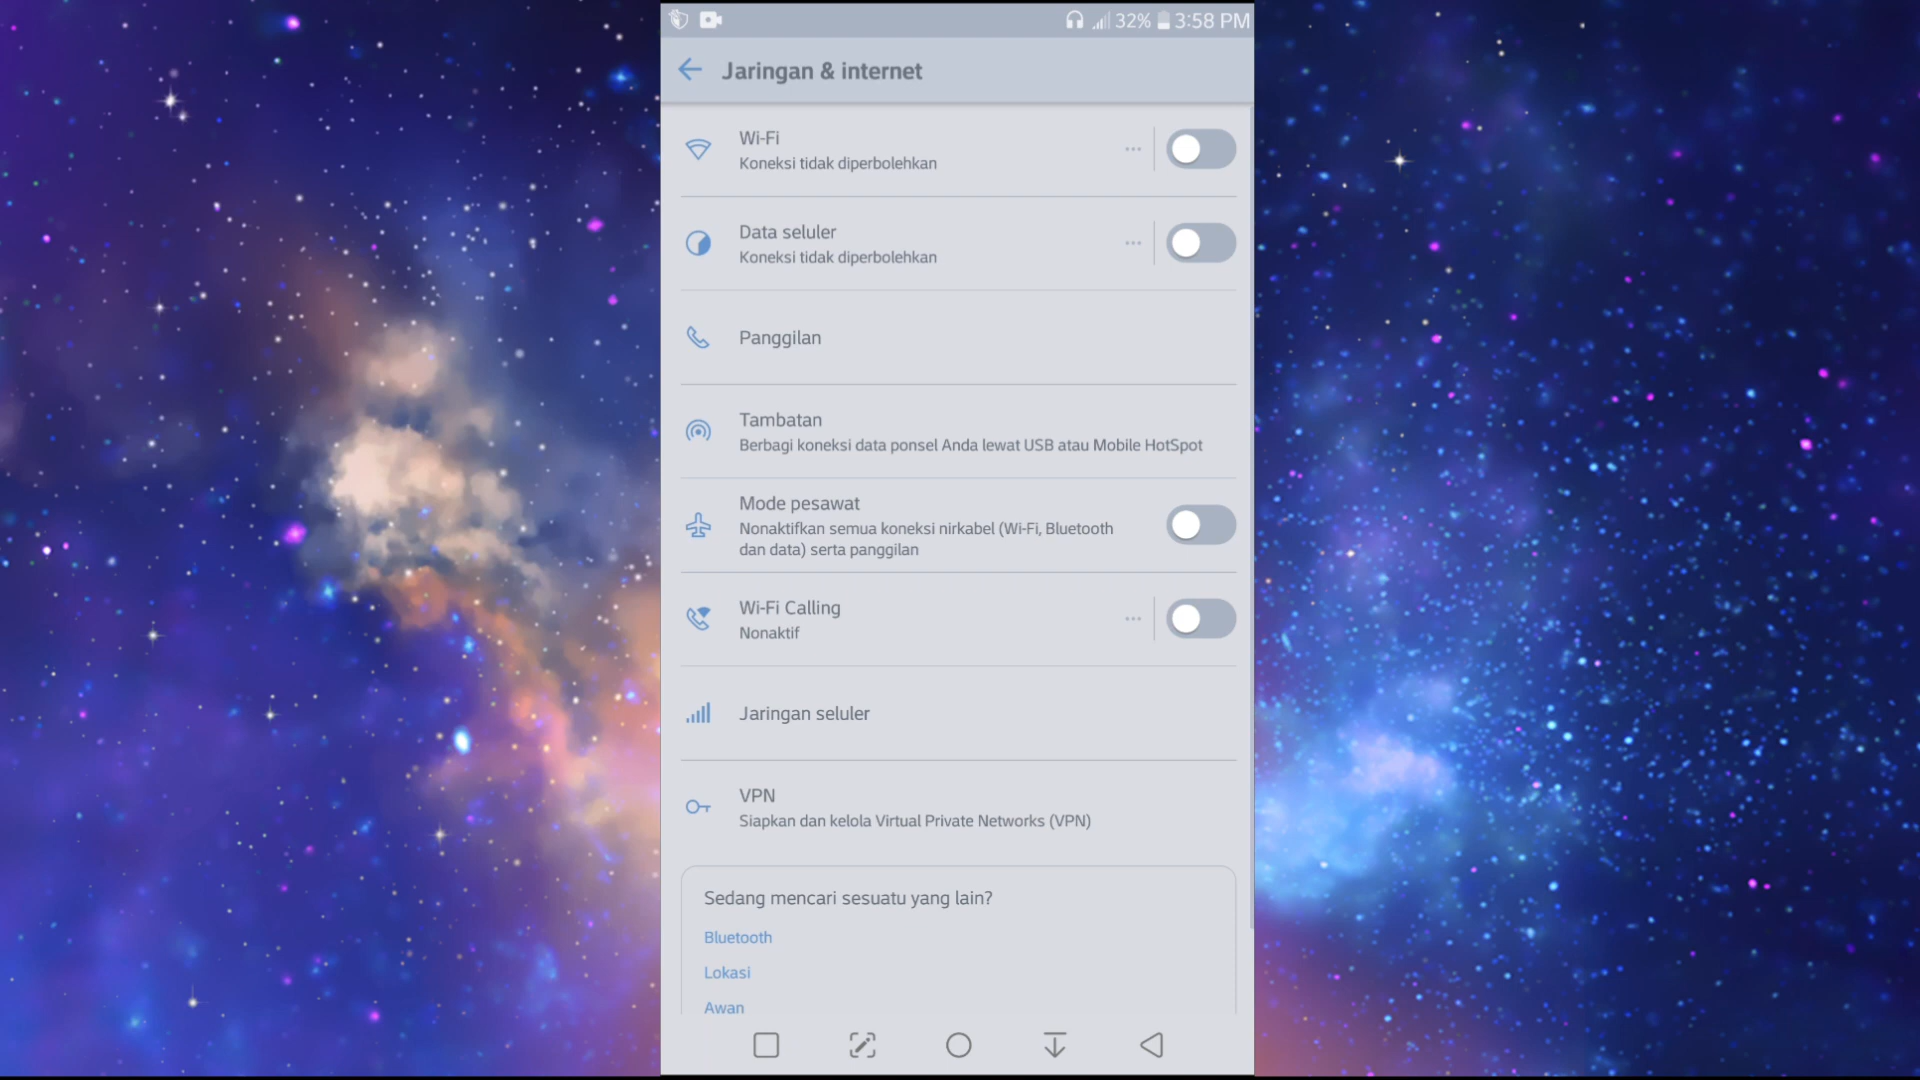 32% 3:58 PM
Jaringan & internet
Wi-Fi
Koneksi tidak diperbolehkan
Data seluler
Koneksi tidak diperbolehkan
Panggilan
Tambatan
Berbagi koneksi data ponsel Anda lewat USB atau Mobile HotSpot
Mode pesawat
Nonaktifkan semua koneksi nirkabel (Wi-Fi, Bluetooth
dan data) serta panggilan
Wi-Fi Calling
Nonaktif
Jaringan seluler
VPN
Siapkan dan kelola Virtual Private Networks (VPN)
Sedang mencari sesuatu yang lain?
Bluetooth
Lokasi
Awan